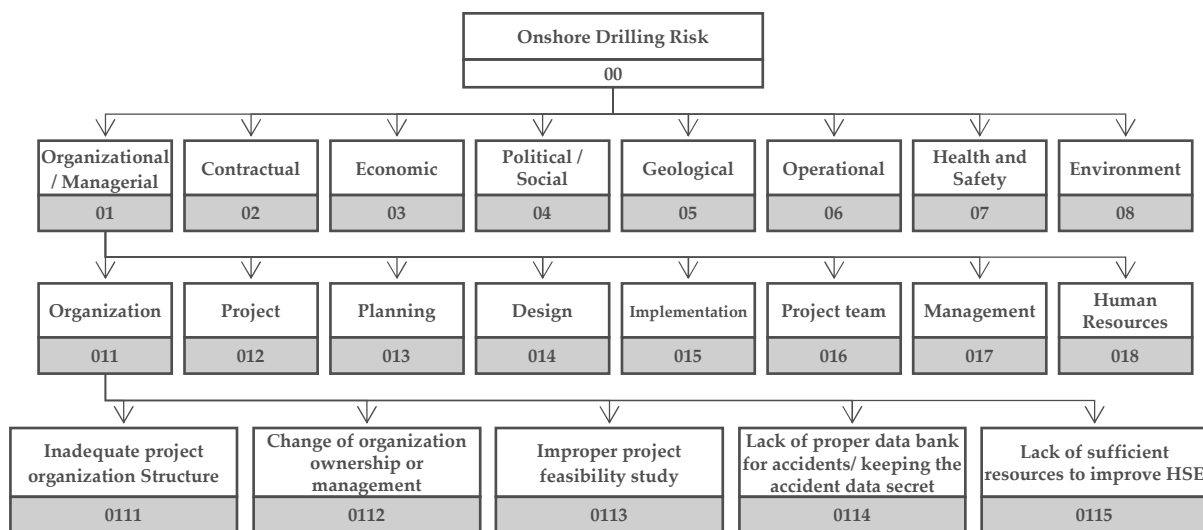 Onshore Drilling Risk
00
Organizational
/ Managerial
01
Contractual
02
Economic
03
Political /
Social
04
Geological
05
Operational
06
Health and
Safety
07
Environment
08
Organization
011
Project
012
Planning
013
Design
014
Implementation
015
Project team
016
Management
017
Human
Resources
018
Inadequate project
organization Structure
0111
Change of organization
ownership or
management
0112
Improper project
feasibility study
0113
Lack of proper data bank
for accidents/ keeping the
accident data secret
0114
Lack of sufficient
resources to improve HSE
0115